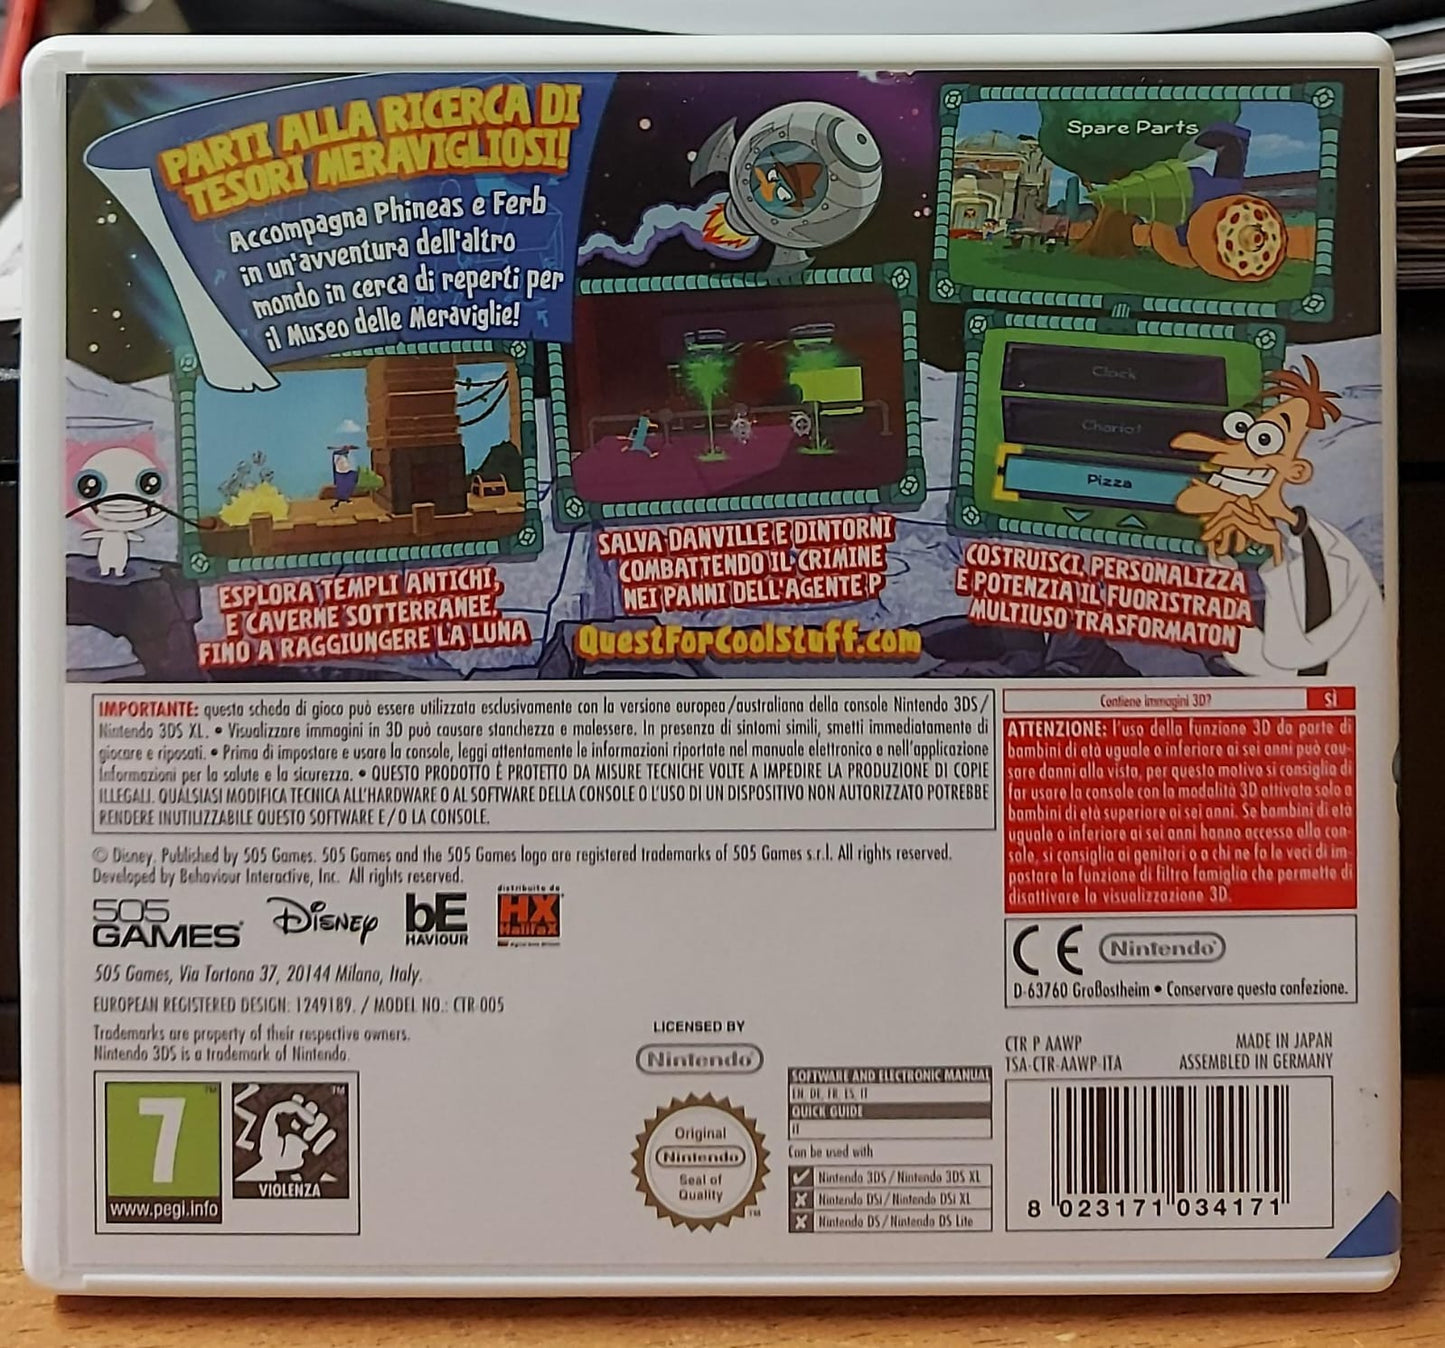 PARTI ALLA RICERCA DI
TESORI MERAVIGLIOSI!
Accompagna Phineas e Ferb
in un'avventura dell'altro
mondo in cerca di reperti per
il Museo delle Meraviglie!
Spare Parts
Clock
Chariot
Pizza
ESPLORA TEMPLI ANTICHI,
E CAVERNE SOTTERRANEE,
FINO A RAGGIUNGERE LA LUNA
SALVA DANVILLE E DINTORNI
COMBATTENDO IL CRIMINE
NEI PANNI DELL'AGENTE P
COSTRUISCI, PERSONALIZZA
E POTENZIA IL FUORISTRADA
MULTIUSO TRASFORMATON
QuestForCoolStuff.com
IMPORTANTE: questa scheda di gioco può essere utilizzata esclusivamente con la versione europea/australiana della console Nintendo 3DS/
Nintendo 3DS XL. • Visualizzare immagini in 3D può causare stanchezza e malessere. In presenza di sintomi simili, smetti immediatamente di
giocare e riposati. • Prima di impostare e usare la console, leggi attentamente le informazioni riportate nel manuale elettronico e nell'applicazione
Informazioni per la salute e la sicurezza. • QUESTO PRODOTTO È PROTETTO DA MISURE TECNICHE VOLTE A IMPEDIRE LA PRODUZIONE DI COPIE
ILLEGALI. QUALSIASI MODIFICA TECNICA ALL'HARDWARE O AL SOFTWARE DELLA CONSOLE O L'USO DI UN DISPOSITIVO NON AUTORIZZATO POTREBBE
RENDERE INUTILIZZABILE QUESTO SOFTWARE E/O LA CONSOLE.
Contiene immagini 3D? SÌ
ATTENZIONE: l'uso della funzione 3D da parte di
bambini di età uguale o inferiore ai sei anni può cau-
sare danni alla vista, per questo motivo si consiglia di
far usare la console con la modalità 3D attivata solo a
bambini di età superiore ai sei anni. Se bambini di età
uguale o inferiore ai sei anni hanno accesso alla con-
sole, si consiglia ai genitori o a chi ne fa le veci di im-
postare la funzione di filtro famiglia che permette di
disattivare la visualizzazione 3D.
© Disney. Published by 505 Games. 505 Games and the 505 Games logo are registered trademarks of 505 Games s.r.l. All rights reserved.
Developed by Behaviour Interactive, Inc. All rights reserved.
505
GAMES
Disney
bE
HAVIOUR
distribuito da
HX
Halifax
505 Games, Via Tortona 37, 20144 Milano, Italy.
EUROPEAN REGISTERED DESIGN: 1249189. / MODEL NO.: CTR-005
Trademarks are property of their respective owners.
Nintendo 3DS is a trademark of Nintendo.
CE Nintendo®
D-63760 Großostheim • Conservare questa confezione.
CTR P AAWP
TSA-CTR-AAWP-ITA
MADE IN JAPAN
ASSEMBLED IN GERMANY
LICENSED BY
Nintendo®
Original
Nintendo
Seal of
Quality
TM
SOFTWARE AND ELECTRONIC MANUAL
EN, DE, FR, ES, IT
QUICK GUIDE
IT
Can be used with
Nintendo 3DS / Nintendo 3DS XL
Nintendo DSi / Nintendo DSi XL
Nintendo DS / Nintendo DS Lite
7
TM
www.pegi.info
TM
VIOLENZA
8 023171 034171